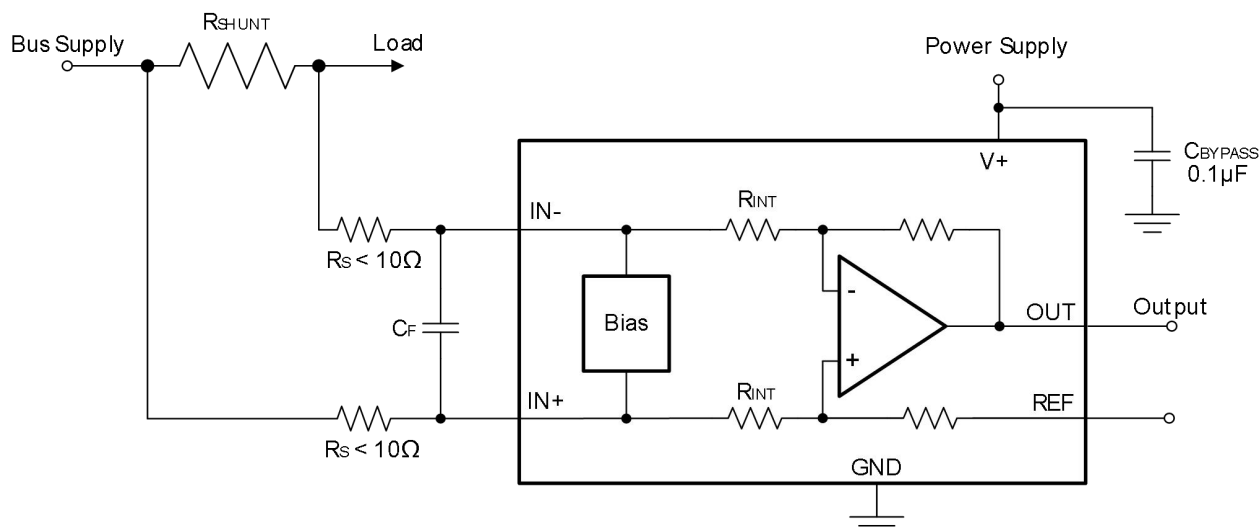 RSHUNT
Bus Supply
Load
Power Supply
V+
CBYPASS
0.1µF
IN-
RINT
RS < 10Ω
CF
Bias
-
+
OUT
Output
IN+
RINT
REF
RS < 10Ω
GND